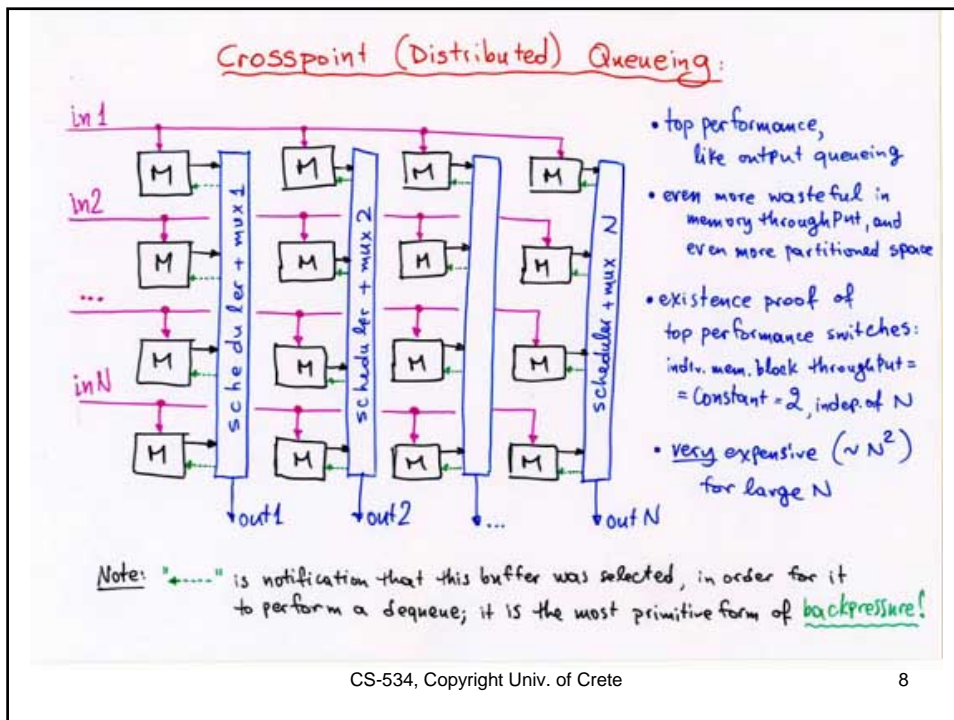 Crosspoint (Distributed) Queueing:
in1
M M M M
in2
M M M M
...
M M M M
inN
M M M M
scheduler + mux 1
scheduler + mux 2
scheduler + mux N
out1 out2 ... outN
• top performance,
like output queueing
• even more wasteful in
memory throughPut, and
even more partitioned space
• existence proof of
top performance switches:
indiv. mem. block throughPut =
= Constant = 2, indep. of N
• very expensive (~N²)
for large N
Note: "←-----" is notification that this buffer was selected, in order for it
to perform a dequeue; it is the most primitive form of backpressure!
CS-534, Copyright Univ. of Crete 8